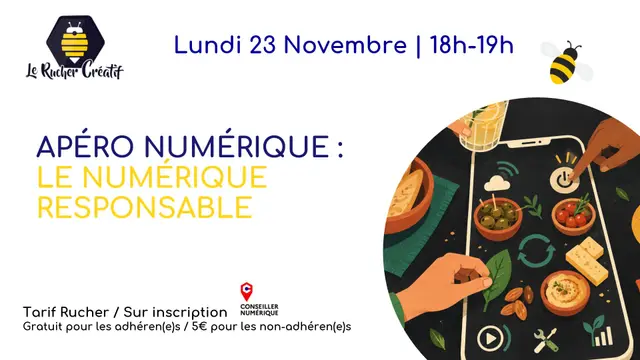 Le Rucher Créatif
Lundi 23 Novembre | 18h-19h
APÉRO NUMÉRIQUE :
LE NUMÉRIQUE
RESPONSABLE
CONSEILLER
NUMÉRIQUE
Tarif Rucher / Sur inscription
Gratuit pour les adhéren(e)s / 5€ pour les non-adhéren(e)s